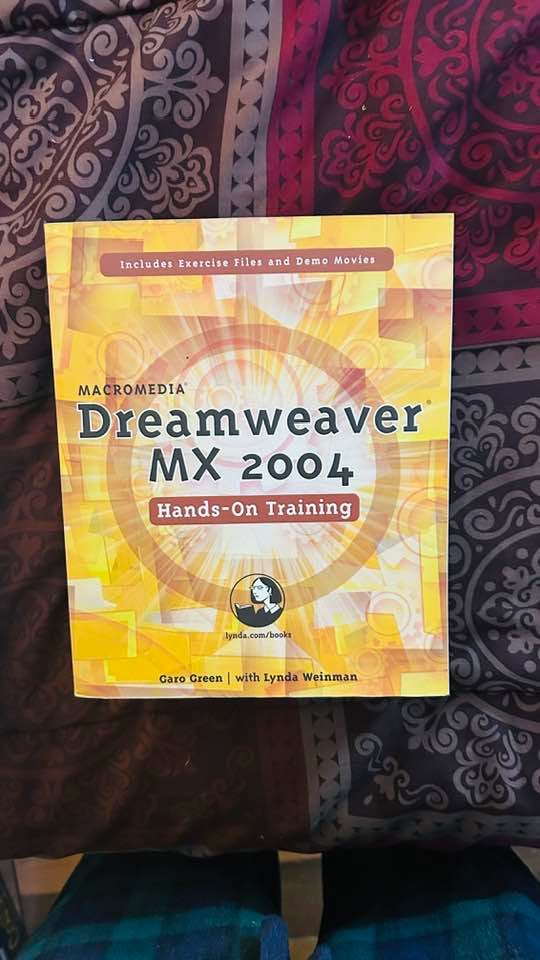 Includes Exercise Files and Demo Movies
MACROMEDIA®
Dreamweaver®
MX 2004
Hands-On Training
lynda.com/books
Garo Green | with Lynda Weinman